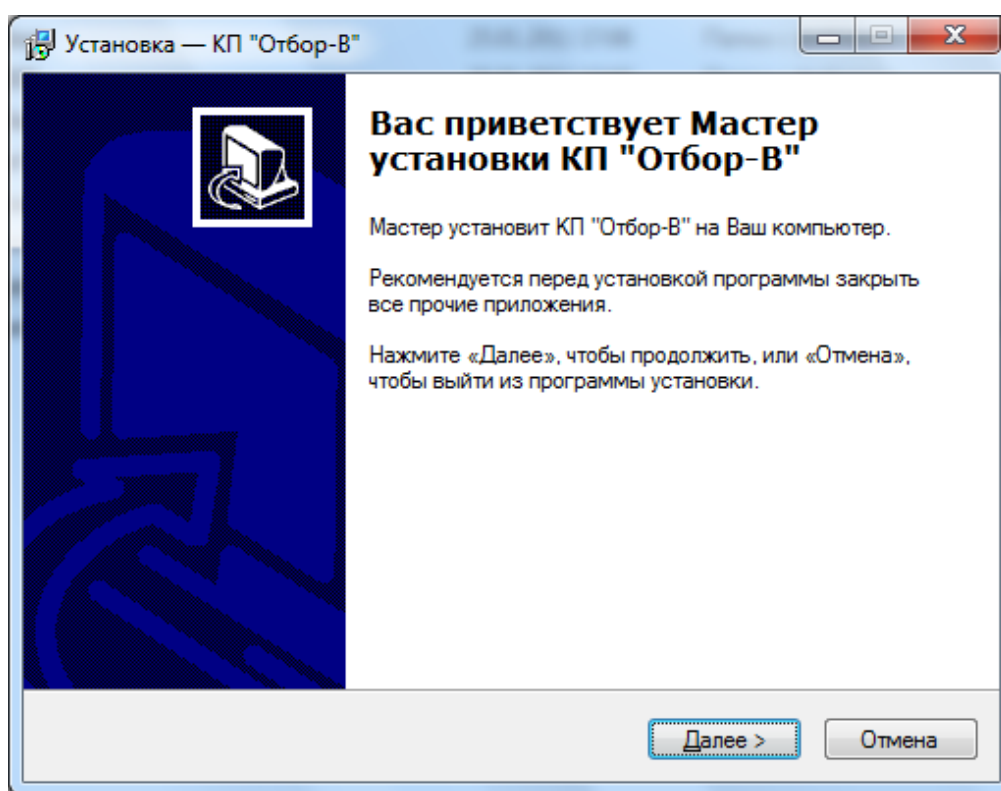 Установка — КП "Отбор-В"
Вас приветствует Мастер
установки КП "Отбор-В"
Мастер установит КП "Отбор-В" на Ваш компьютер.
Рекомендуется перед установкой программы закрыть
все прочие приложения.
Нажмите «Далее», чтобы продолжить, или «Отмена»,
чтобы выйти из программы установки.
Далее >
Отмена